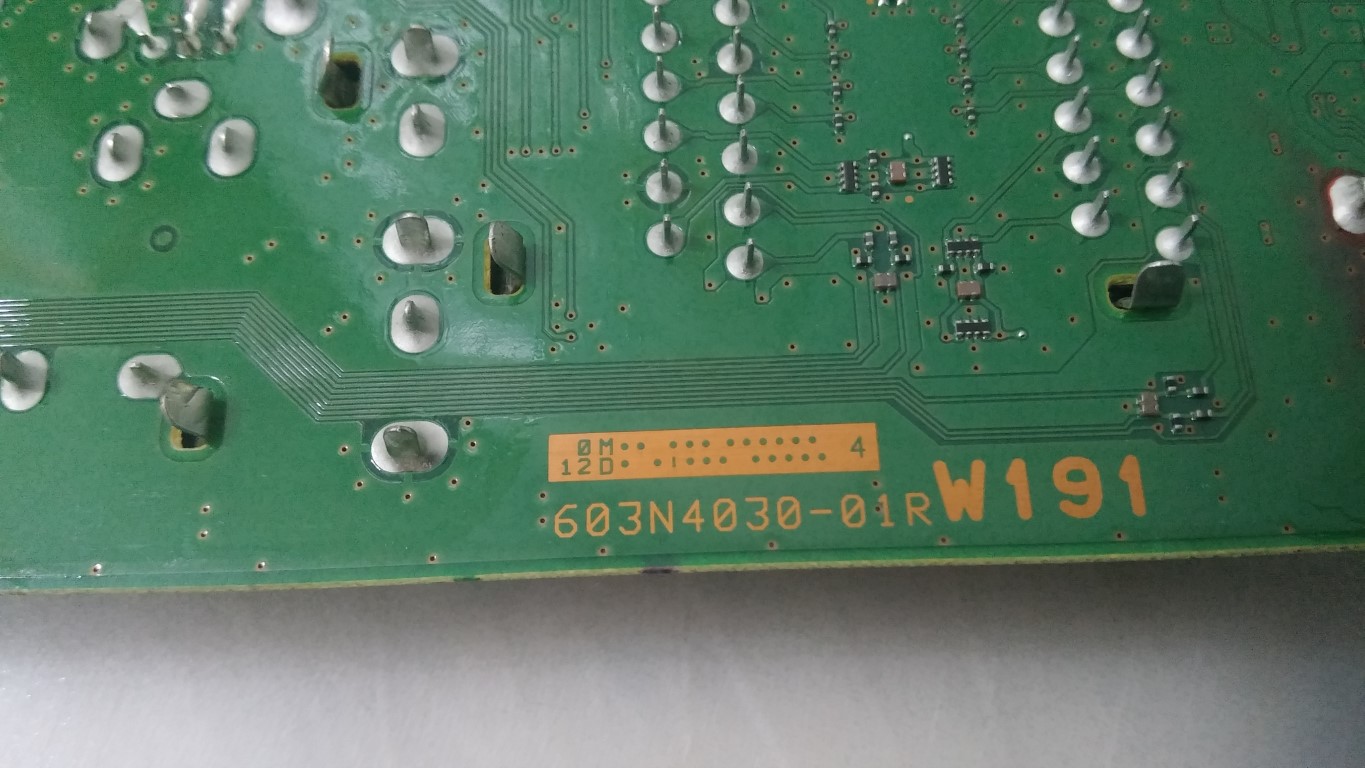 0M•• ••• •••••• 4
12D• •|••• •••••
603N4030-01R
W191